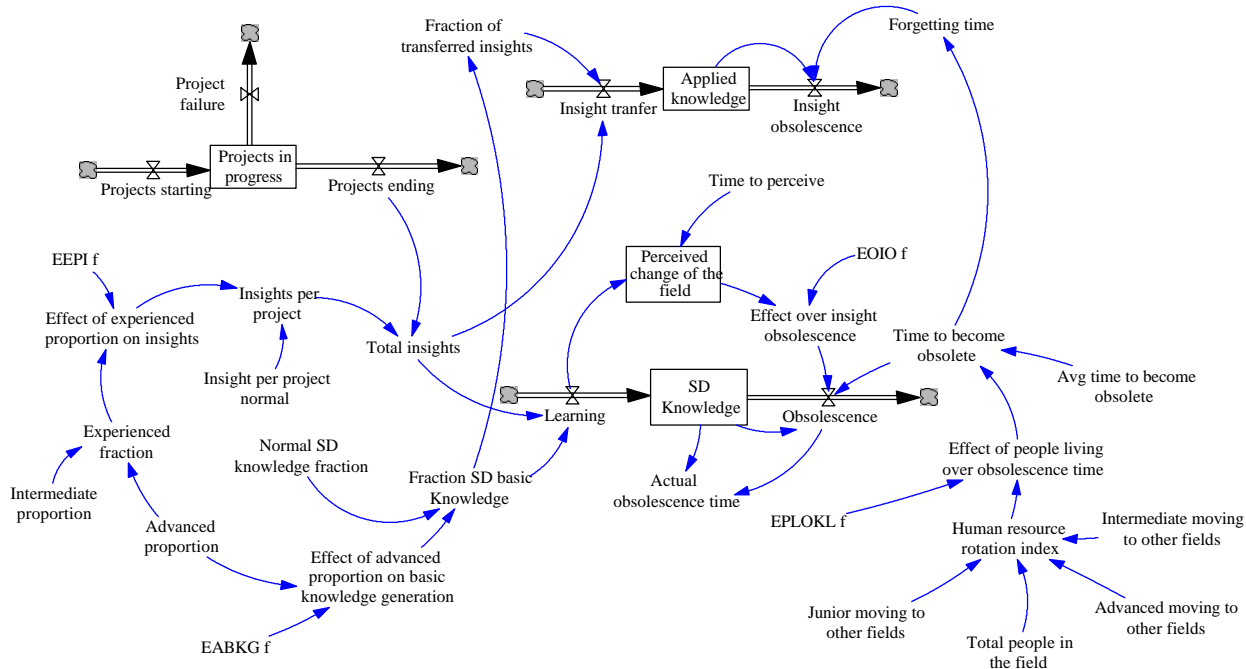 Fraction of
transferred insights
Forgetting time
Project
failure
Applied
knowledge
Insight tranfer
Insight
obsolescence
Projects in
progress
Projects starting
Projects ending
Time to perceive
EEPI f
Perceived
change of the
field
EOIO f
Insights per
project
Effect of experienced
proportion on insights
Effect over insight
obsolescence
Time to become
obsolete
Total insights
Insight per project
normal
Avg time to become
obsolete
SD
Knowledge
Learning
Obsolescence
Experienced
fraction
Normal SD
knowledge fraction
Fraction SD basic
Knowledge
Actual
obsolescence time
Effect of people living
over obsolescence time
Intermediate
proportion
Advanced
proportion
EPLOKL f
Human resource
rotation index
Intermediate moving
to other fields
Effect of advanced
proportion on basic
knowledge generation
Junior moving to
other fields
Advanced moving to
other fields
EABKG f
Total people in
the field